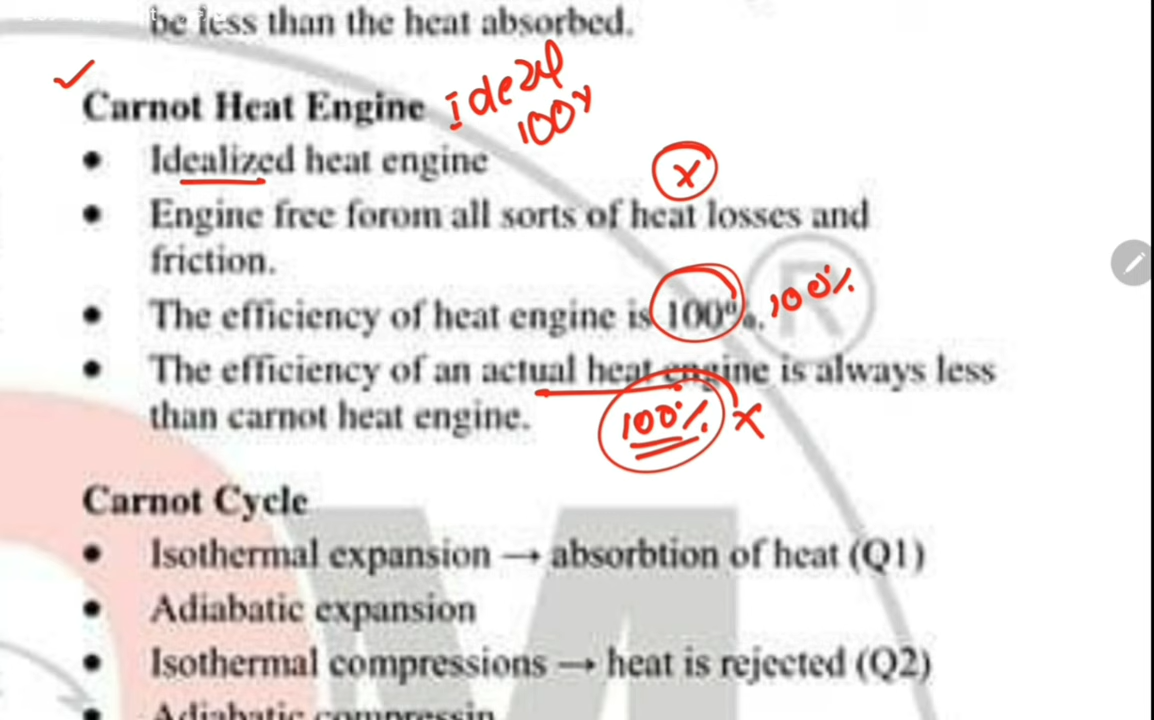 be less than the heat absorbed.
Carnot Heat Engine Ideal
100%
• Idealized heat engine
x
• Engine free forom all sorts of heat losses and
friction.
• The efficiency of heat engine is 100%. 100%
• The efficiency of an actual heat engine is always less
than carnot heat engine. 100% x
Carnot Cycle
• Isothermal expansion → absorbtion of heat (Q1)
• Adiabatic expansion
• Isothermal compressions → heat is rejected (Q2)
• Adiabatic compressin
R
M